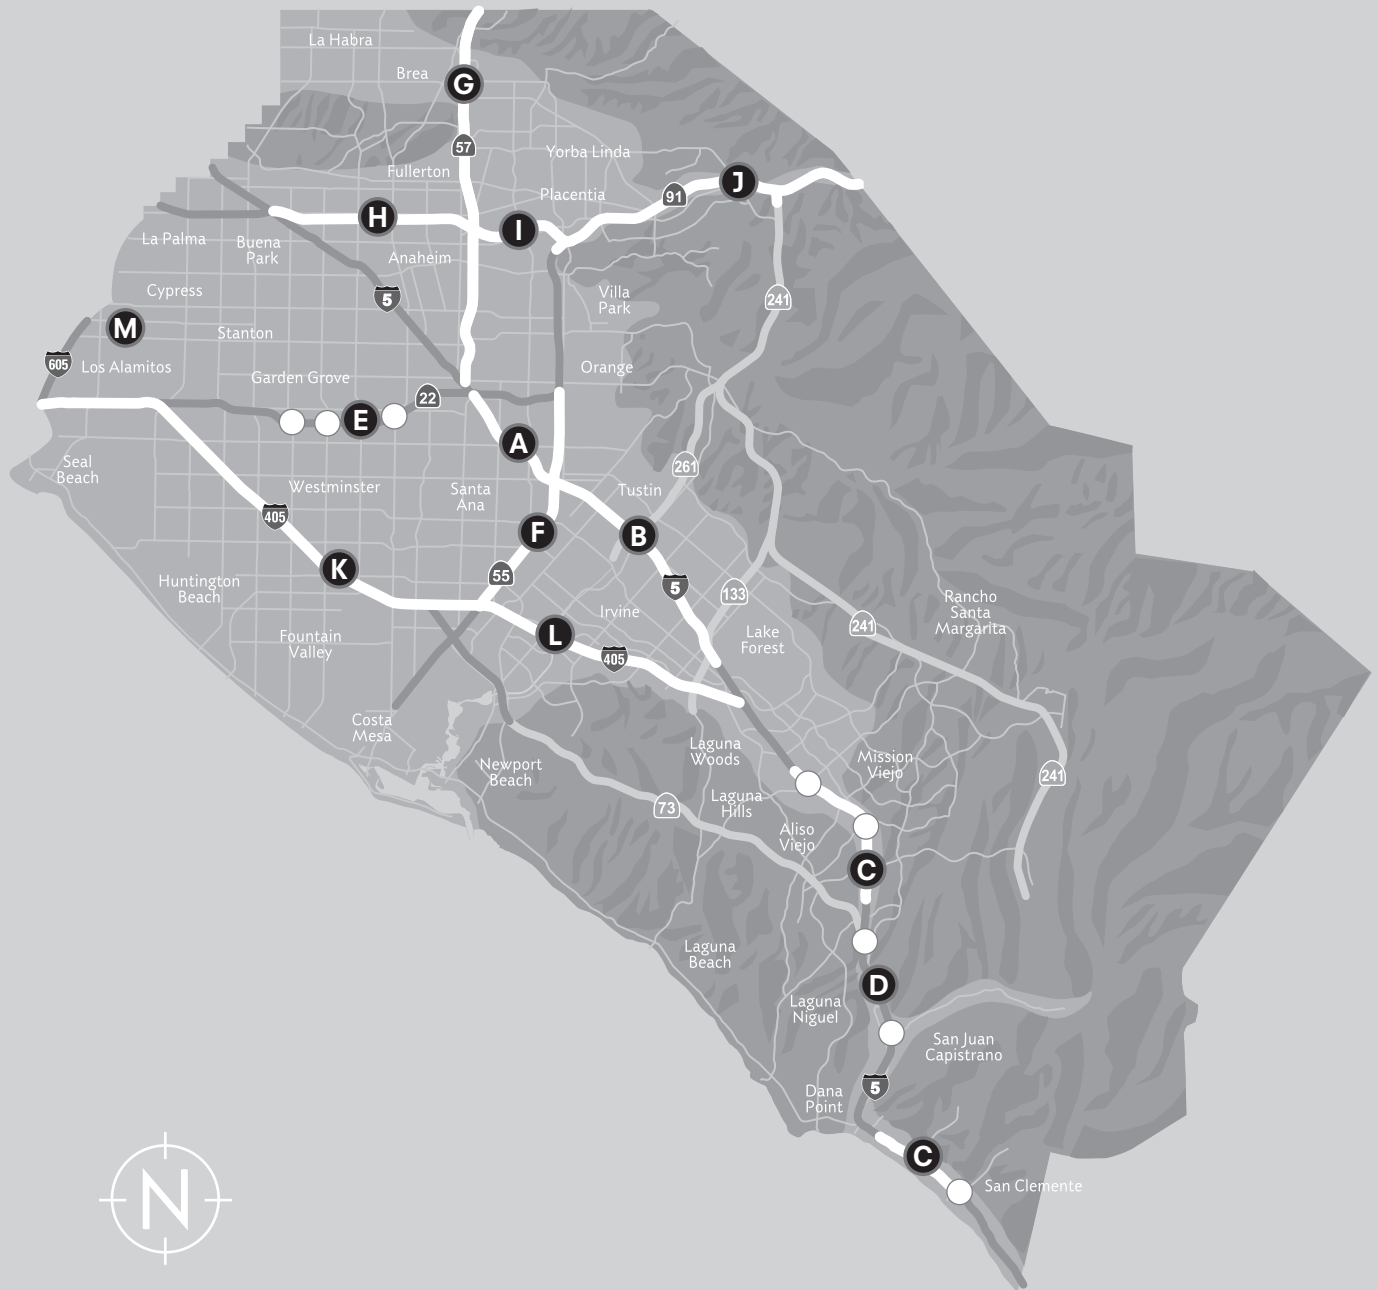 La Habra
Brea
G
57
Yorba Linda
Fullerton
J
91
Placentia
H
I
La Palma
Buena
Park
Anaheim
Cypress
5
Villa
Park
241
M
Stanton
605
Los Alamitos
Orange
Garden Grove
22
E
A
Seal
Beach
261
Westminster
Santa
Ana
Tustin
405
F
B
K
55
5
133
Huntington
Beach
Irvine
Rancho
Santa
Margarita
241
Fountain
Valley
L
405
Lake
Forest
Costa
Mesa
Laguna
Woods
Mission
Viejo
Newport
Beach
241
73
Laguna
Hills
Aliso
Viejo
C
Laguna
Beach
D
Laguna
Niguel
San Juan
Capistrano
5
Dana
Point
C
San Clemente
N